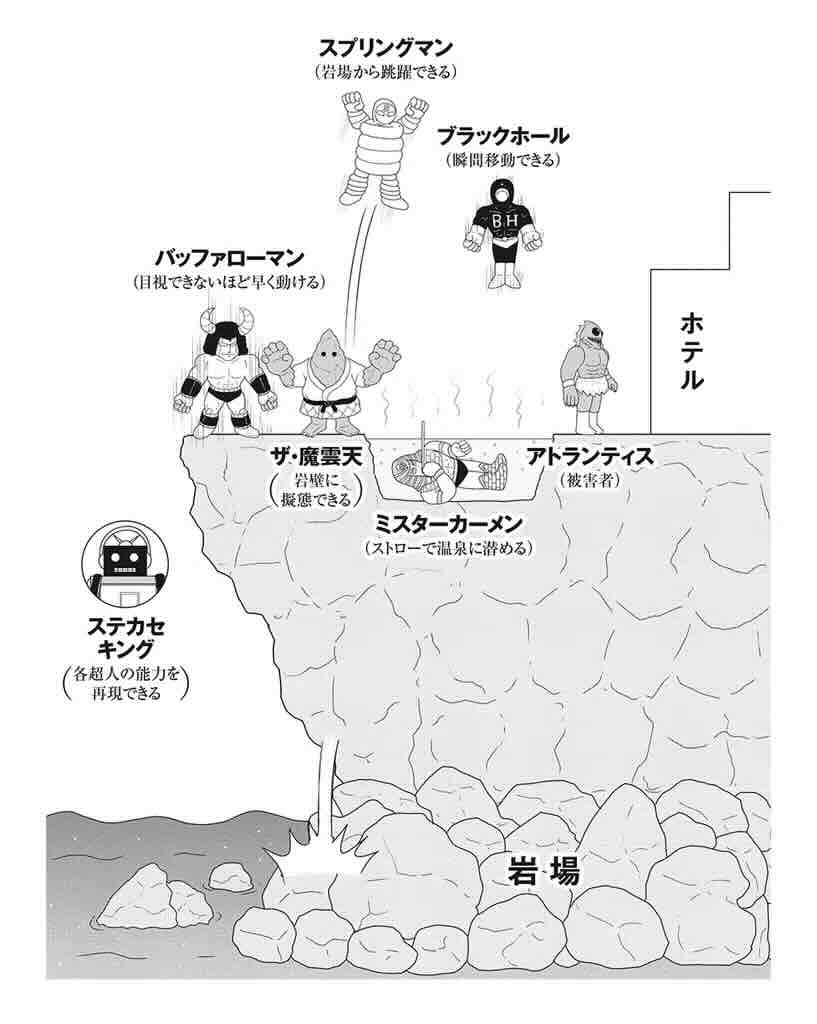 スプリングマン
（岩場から跳躍できる）
ブラックホール
（瞬間移動できる）
BH
バッファローマン
（目視できないほど早く動ける）
ホテル
ザ・魔雲天
（岩壁に
擬態できる）
アトランティス
（被害者）
ミスターカーメン
（ストローで温泉に潜める）
ステカセ
キング
（各超人の能力を
再現できる）
岩場